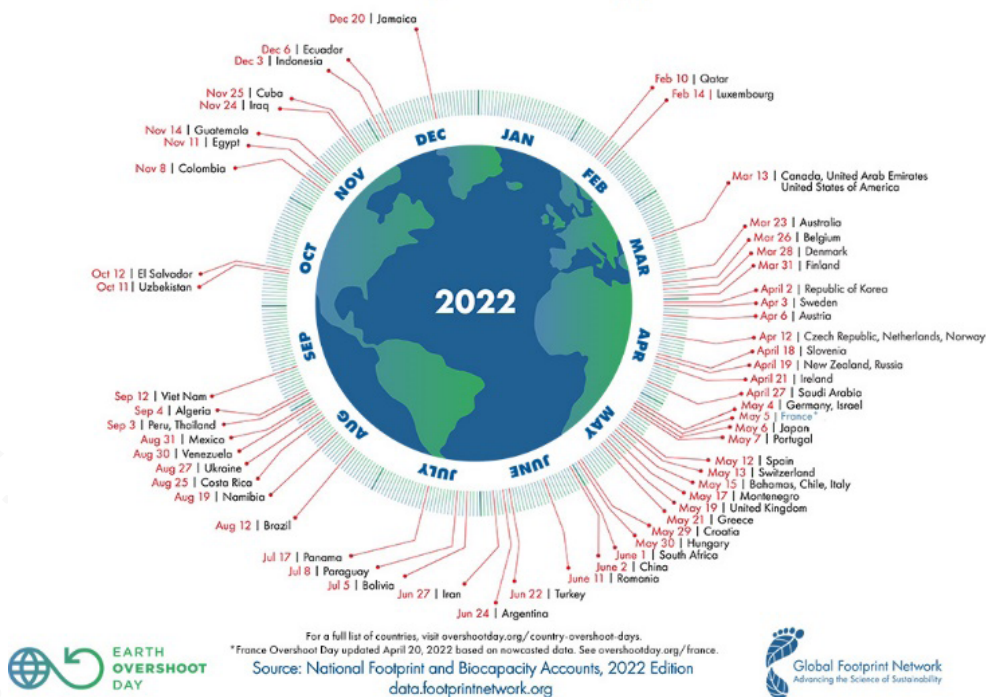 Dec 20 | Jamaica
Dec 6 | Ecuador
Dec 3 | Indonesia
Nov 25 | Cuba
Nov 24 | Iraq
Nov 14 | Guatemala
Nov 11 | Egypt
Nov 8 | Colombia
Oct 12 | El Salvador
Oct 11 | Uzbekistan
Sep 12 | Viet Nam
Sep 4 | Algeria
Sep 3 | Peru, Thailand
Aug 31 | Mexico
Aug 30 | Venezuela
Aug 27 | Ukraine
Aug 25 | Costa Rica
Aug 19 | Namibia
Aug 12 | Brazil
Jul 17 | Panama
Jul 8 | Paraguay
Jul 5 | Bolivia
Jun 27 | Iran
Jun 24 | Argentina
Jun 22 | Turkey
Feb 10 | Qatar
Feb 14 | Luxembourg
Mar 13 | Canada, United Arab Emirates
United States of America
Mar 23 | Australia
Mar 26 | Belgium
Mar 28 | Denmark
Mar 31 | Finland
April 2 | Republic of Korea
Apr 3 | Sweden
Apr 6 | Austria
Apr 12 | Czech Republic, Netherlands, Norway
April 18 | Slovenia
April 19 | New Zealand, Russia
April 21 | Ireland
April 27 | Saudi Arabia
May 4 | Germany, Israel
May 5 | France*
May 6 | Japan
May 7 | Portugal
May 12 | Spain
May 13 | Switzerland
May 15 | Bahamas, Chile, Italy
May 17 | Montenegro
May 19 | United Kingdom
May 21 | Greece
May 29 | Croatia
May 30 | Hungary
June 1 | South Africa
June 2 | China
June 11 | Romania
JAN
FEB
MAR
APR
MAY
JUNE
JULY
AUG
SEP
OCT
NOV
DEC
2022
For a full list of countries, visit overshootday.org/country-overshoot-days.
*France Overshoot Day updated April 20, 2022 based on nowcasted data. See overshootday.org/france.
Source: National Footprint and Biocapacity Accounts, 2022 Edition
data.footprintnetwork.org
EARTH
OVERSHOOT
DAY
Global Footprint Network
Advancing the Science of Sustainability